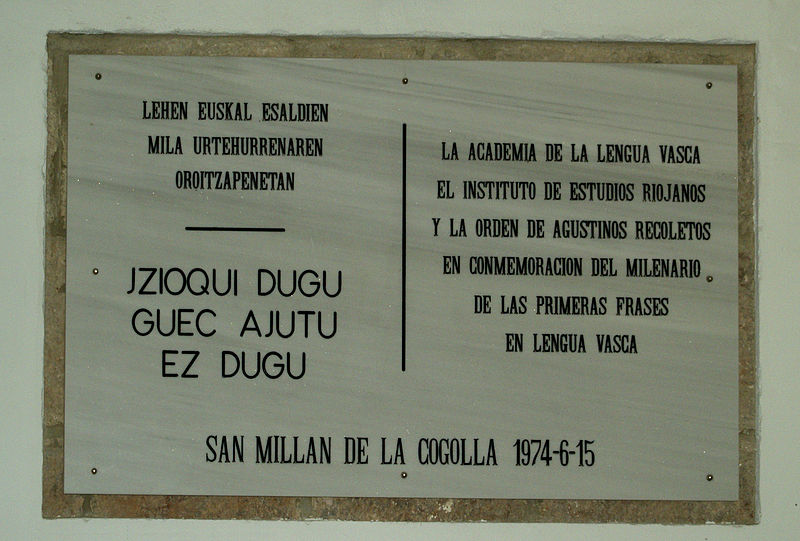 LEHEN EUSKAL ESALDIEN
MILA URTEHURRENAREN
OROITZAPENETAN
JZIOQUI DUGU
GUEC AJUTU
EZ DUGU
LA ACADEMIA DE LA LENGUA VASCA
EL INSTITUTO DE ESTUDIOS RIOJANOS
Y LA ORDEN DE AGUSTINOS RECOLETOS
EN CONMEMORACION DEL MILENARIO
DE LAS PRIMERAS FRASES
EN LENGUA VASCA
SAN MILLAN DE LA COGOLLA 1974-6-15